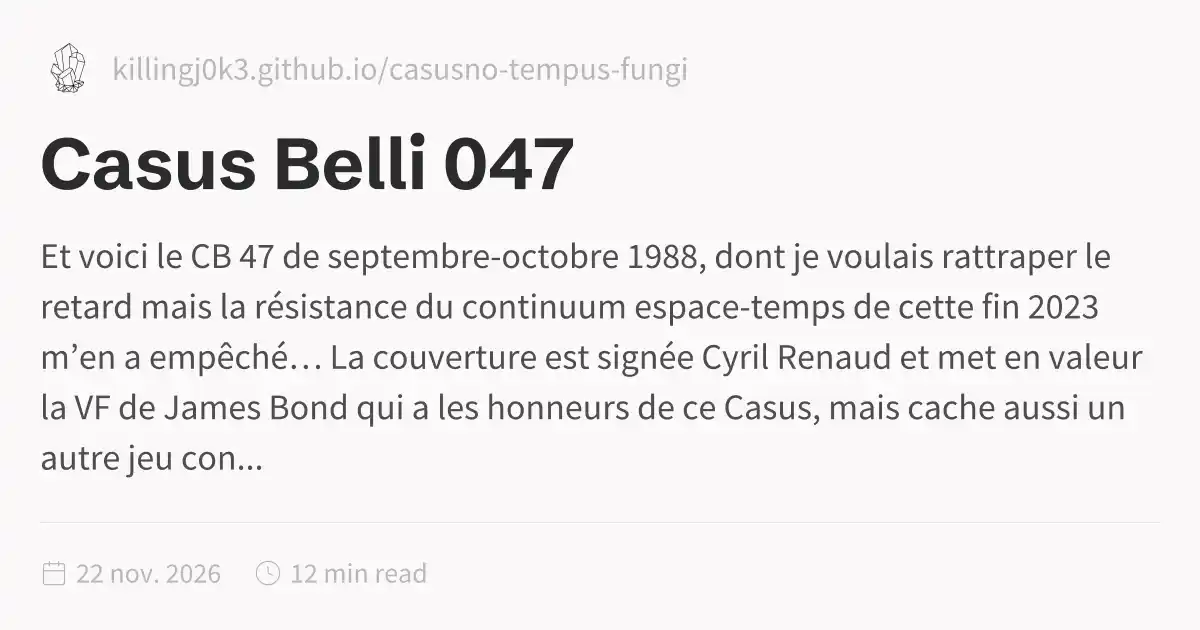 killingj0k3.github.io/casusno-tempus-fungi
Casus Belli 047
Et voici le CB 47 de septembre-octobre 1988, dont je voulais rattraper le
retard mais la résistance du continuum espace-temps de cette fin 2023
m’en a empêché… La couverture est signée Cyril Renaud et met en valeur
la VF de James Bond qui a les honneurs de ce Casus, mais cache aussi un
autre jeu con...
22 nov. 2026 12 min read